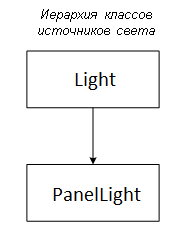 Иерархия классов
источников света
Light
PanelLight